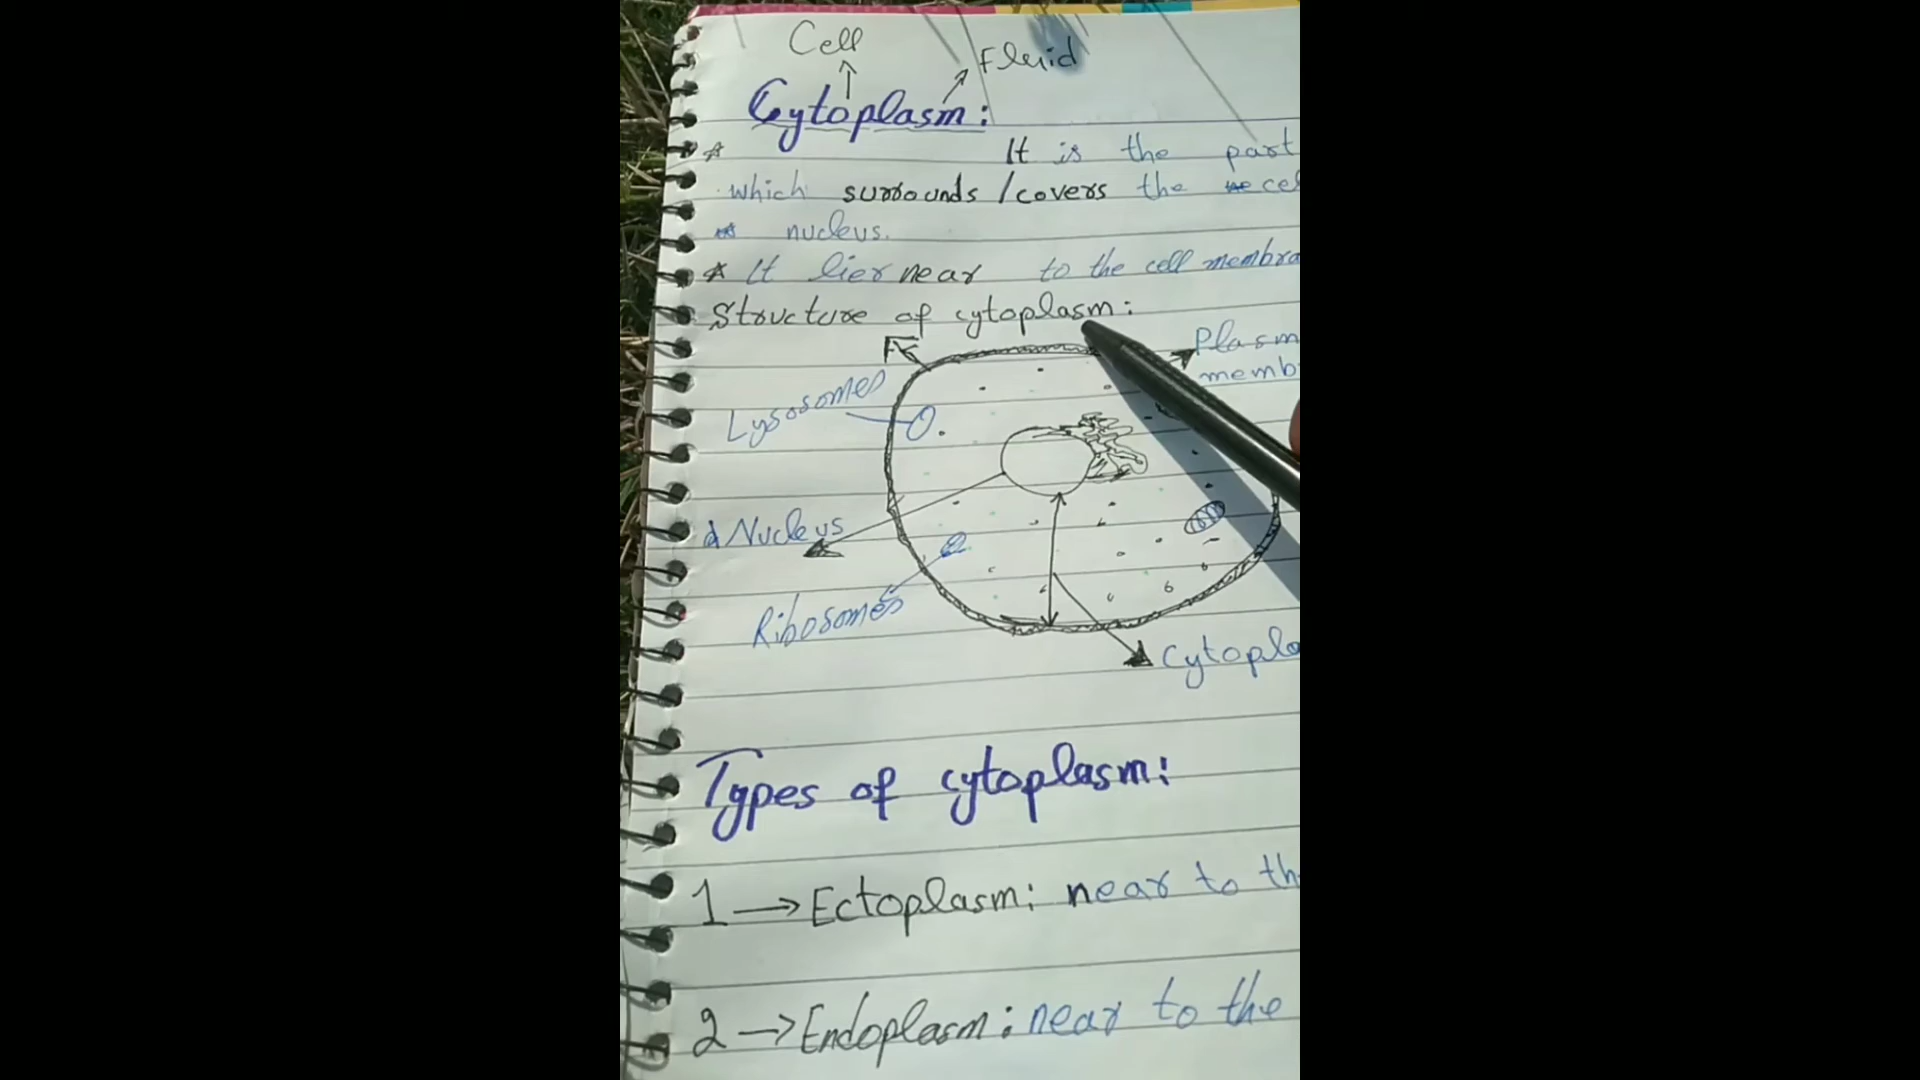 Cell
Fluid
Cytoplasm:
It is the part
which surrounds / covers the
nucleus.
It lies near to the cell membra
Structure of cytoplasm:
Plasm
memb
Lysosomes
Nucleus
Ribosomes
Cytopla
Types of cytoplasm:
1 → Ectoplasm: near to th
2 → Endoplasm: near to the